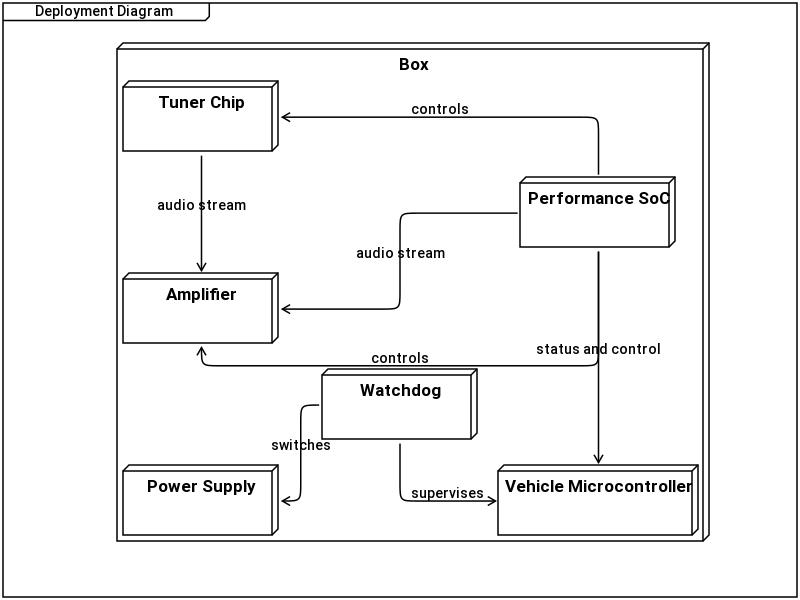 Deployment Diagram
Box
Tuner Chip
controls
Performance SoC
audio stream
audio stream
Amplifier
status and control
controls
Watchdog
switches
Power Supply
supervises
Vehicle Microcontroller